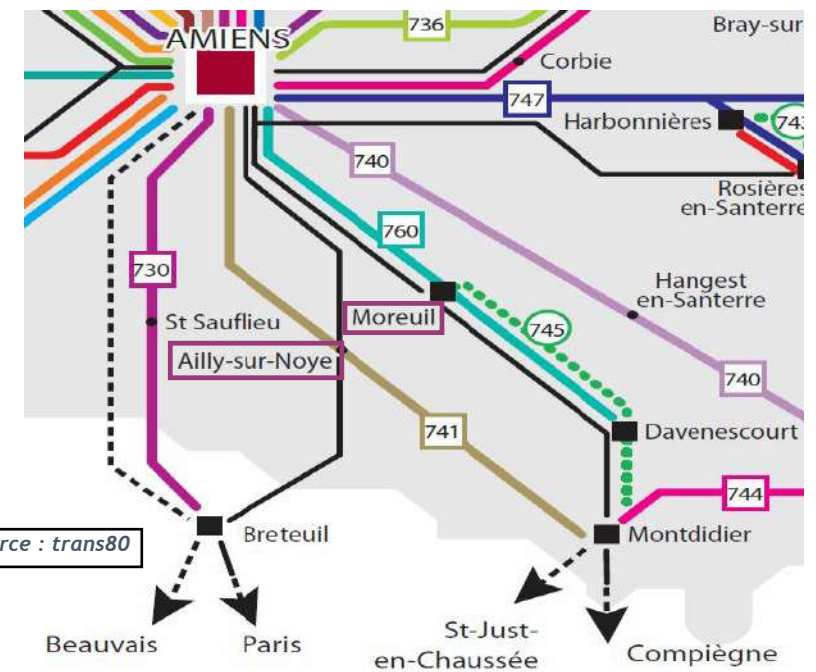 736
Bray-sur-
AMIENS
Corbie
747
Harbonnières
743
740
Rosières
en-Santerre
760
730
Hangest
en-Santerre
Moreuil
St Sauflieu
745
Ailly-sur-Noye
740
741
Davenescourt
744
Breteuil
Montdidier
rce : trans80
St-Just-
en-Chaussée
Beauvais
Paris
Compiègne